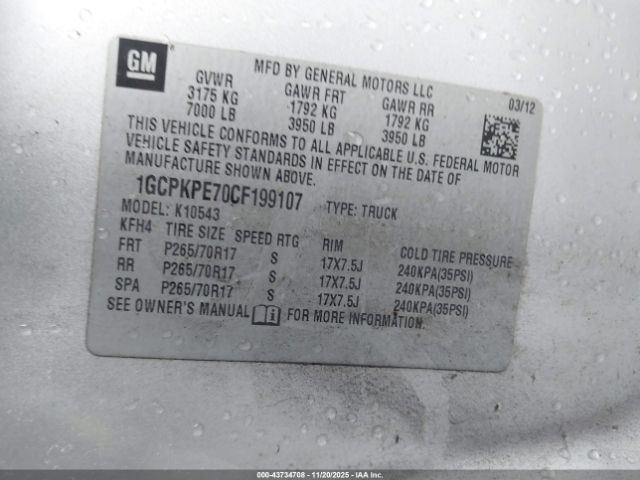 GM
MFD BY GENERAL MOTORS LLC
03/12
GVWR GAWR FRT GAWR RR
3175 KG 1792 KG 1792 KG
7000 LB 3950 LB 3950 LB
THIS VEHICLE CONFORMS TO ALL APPLICABLE U.S. FEDERAL MOTOR
VEHICLE SAFETY STANDARDS IN EFFECT ON THE DATE OF
MANUFACTURE SHOWN ABOVE.
1GCPKPE70CF199107 TYPE: TRUCK
MODEL: K10543
KFH4 TIRE SIZE SPEED RTG RIM COLD TIRE PRESSURE
FRT P265/70R17 S 17X7.5J 240KPA(35PSI)
RR P265/70R17 S 17X7.5J 240KPA(35PSI)
SPA P265/70R17 S 17X7.5J 240KPA(35PSI)
SEE OWNER'S MANUAL FOR MORE INFORMATION.
000-43734708 - 11/20/2025 - IAAI.COM